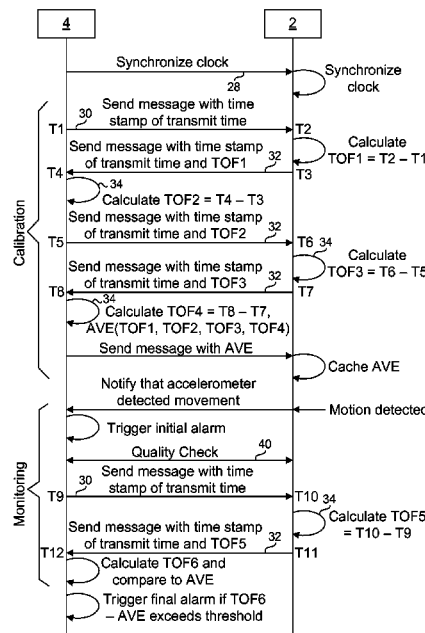 4
2
Synchronize clock
28
Synchronize
clock
T1
30
Send message with time
stamp of transmit time
T2
Calculate
TOF1 = T2 – T1
Send message with time
stamp of transmit time and TOF1
32
T4
T3
34
Calculate TOF2 = T4 – T3
Send message with time
stamp of transmit time and TOF2
32
T5
T6
34
Calculate
TOF3 = T6 – T5
Send message with time
stamp of transmit time and TOF3
32
T8
T7
34
Calculate TOF4 = T8 – T7,
AVE(TOF1, TOF2, TOF3, TOF4)
Calibration
Send message with AVE
Cache AVE
Notify that accelerometer
detected movement
Motion detected
Trigger initial alarm
Quality Check
40
Monitoring
T9
30
Send message with time
stamp of transmit time
T10
34
Calculate TOF5
= T10 – T9
Send message with time stamp
of transmit time and TOF5
32
T12
T11
Calculate TOF6 and
compare to AVE
Trigger final alarm if TOF6
– AVE exceeds threshold